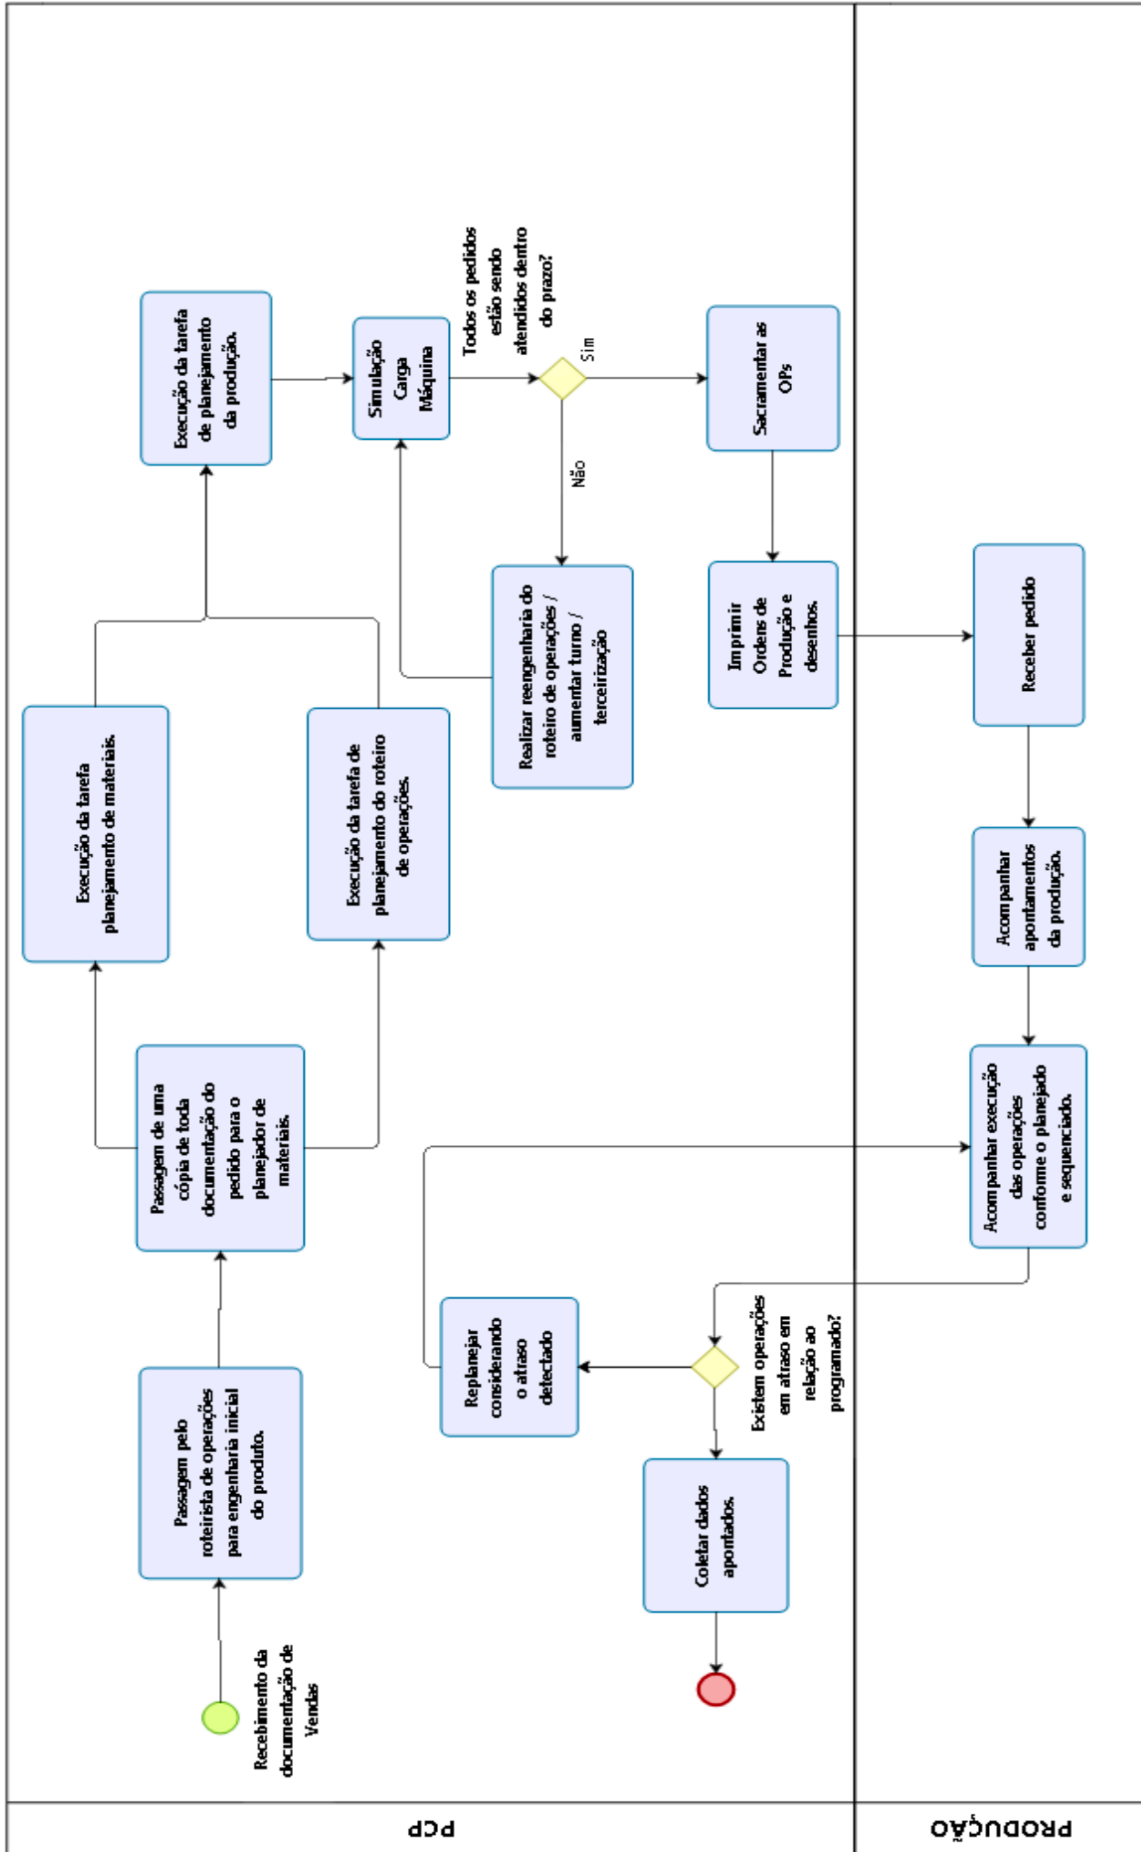 PCP
Recebimento da
documentação de
Vendas
Passagem pelo
roteirista de operações
para engenharia inicial
do produto.
Passagem de uma
cópia de toda
documentação do
pedido para o
planejador de
materiais.
Execução da tarefa
planejamento de materiais.
Execução da tarefa de
planejamento do roteiro
de operações.
Execução da tarefa
de planejamento
da produção.
Simulação
Carga
Máquina
Todos os pedidos
estão sendo
atendidos dentro
do prazo?
Não
Sim
Realizar reengenharia do
roteiro de operações /
aumentar turno /
terceirização
Sacramentar as
OPs
Imprimir
Ordens de
Produção e
desenhos.
Replanejar
considerando
o atraso
detectado
Existem operações
em atraso em
relação ao
programado?
Coletar dados
apontados.
PRODUÇÃO
Receber pedido
Acompanhar
apontamentos
da produção.
Acompanhar execução
das operações
conforme o planejado
e sequenciado.